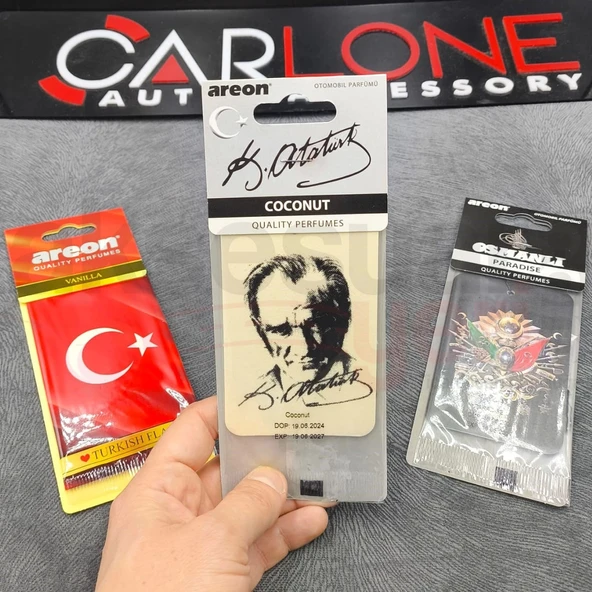 CARLONE
AUTO ACCESSORY
areon
OTOMOBİL PARFÜMÜ
K. Atatürk
COCONUT
QUALITY PERFUMES
K. Atatürk
Coconut
DOP: 19.06.2024
EXP: 19.06.2027
areon
QUALITY PERFUMES
VANILLA
TURKISH FLA
areon
OTOMOBİL PARFÜMÜ
OSMANLI
PARADISE
QUALITY PERFUMES